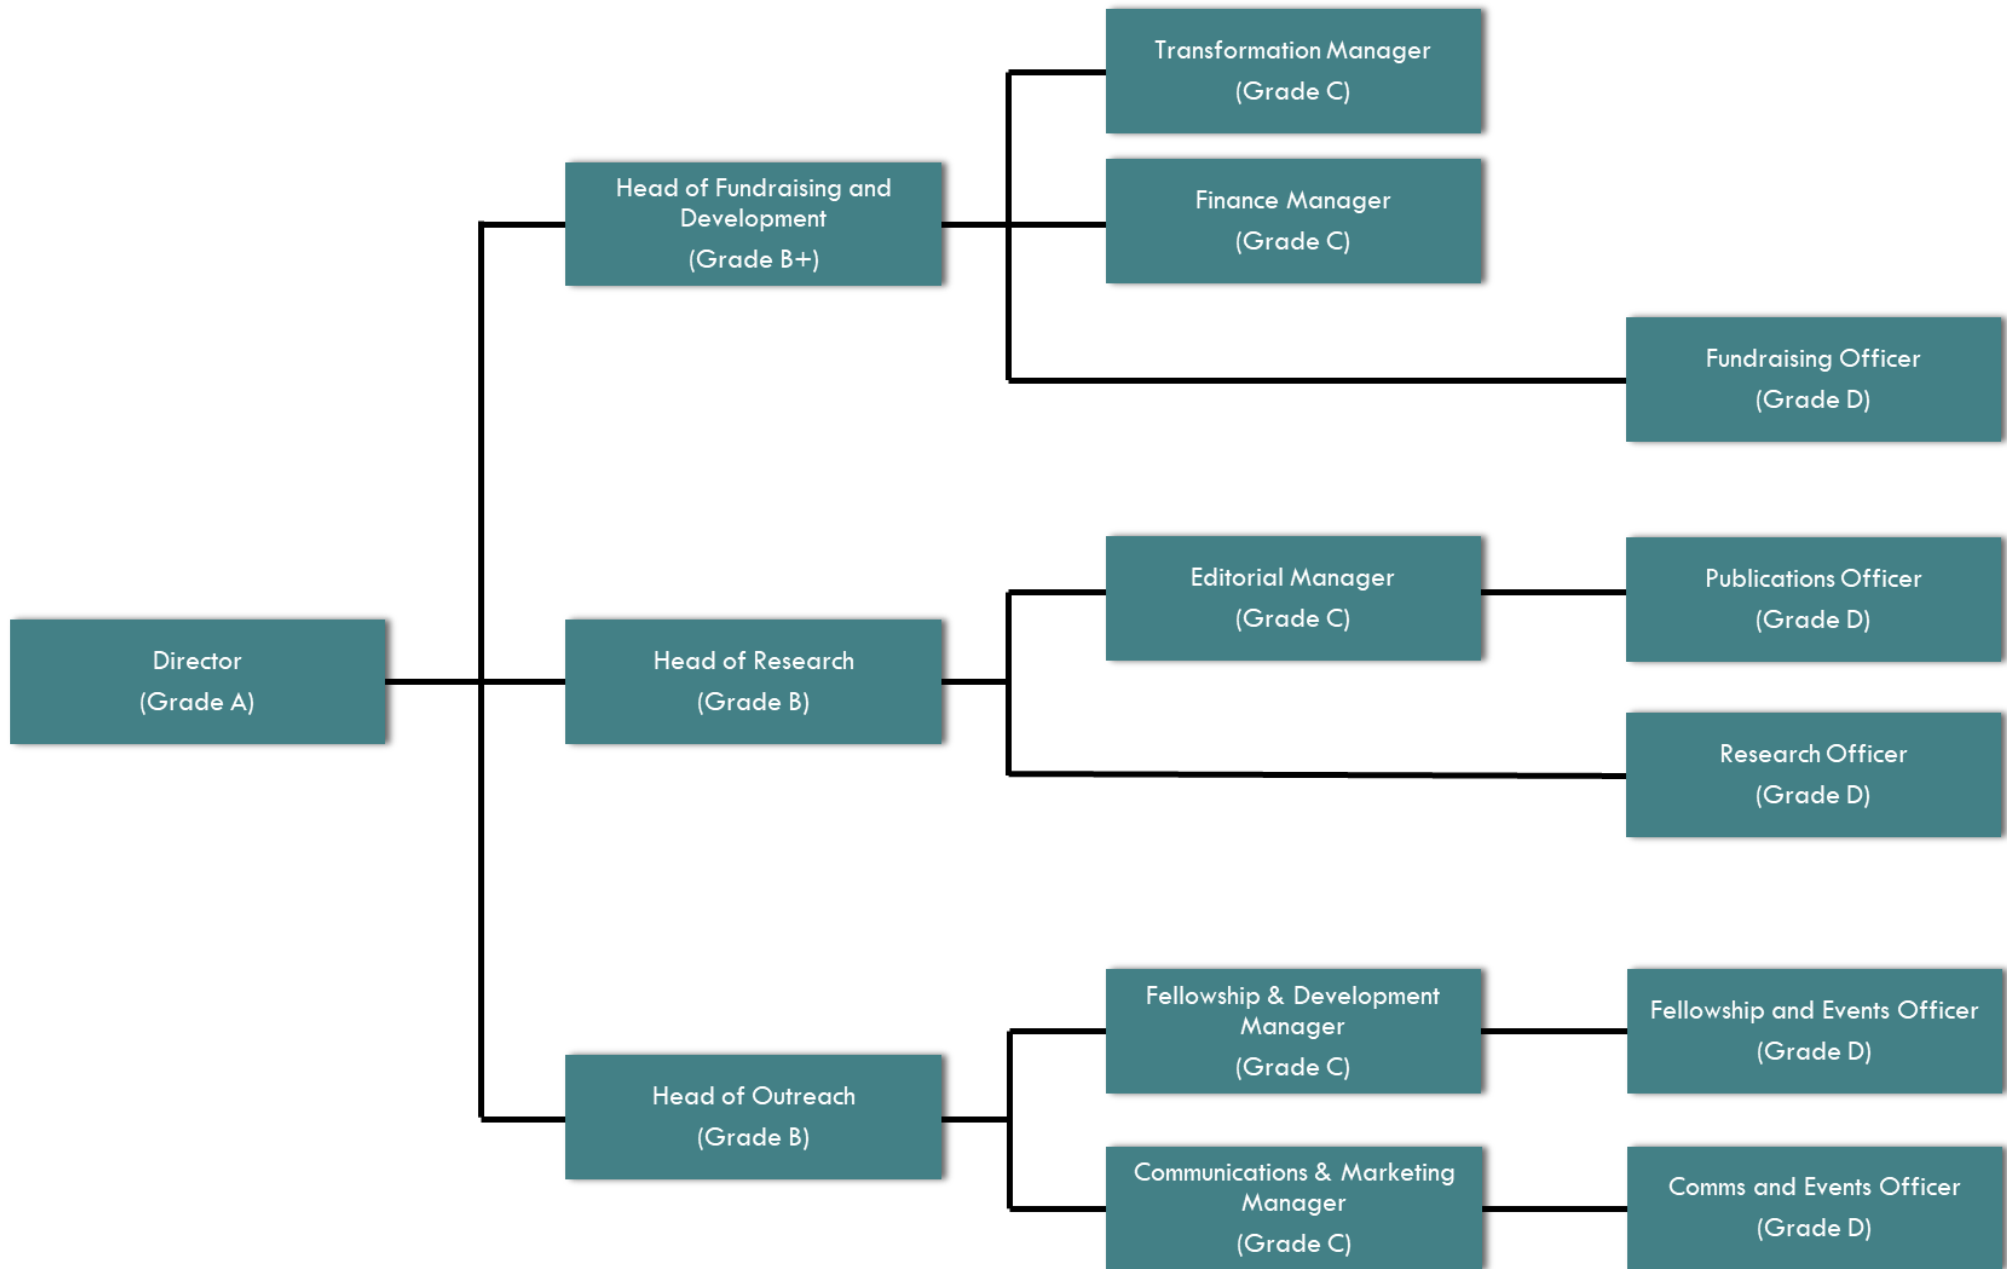 Transformation Manager
(Grade C)
Head of Fundraising and
Development
(Grade B+)
Finance Manager
(Grade C)
Fundraising Officer
(Grade D)
Director
(Grade A)
Head of Research
(Grade B)
Editorial Manager
(Grade C)
Publications Officer
(Grade D)
Research Officer
(Grade D)
Head of Outreach
(Grade B)
Fellowship & Development
Manager
(Grade C)
Fellowship and Events Officer
(Grade D)
Communications & Marketing
Manager
(Grade C)
Comms and Events Officer
(Grade D)